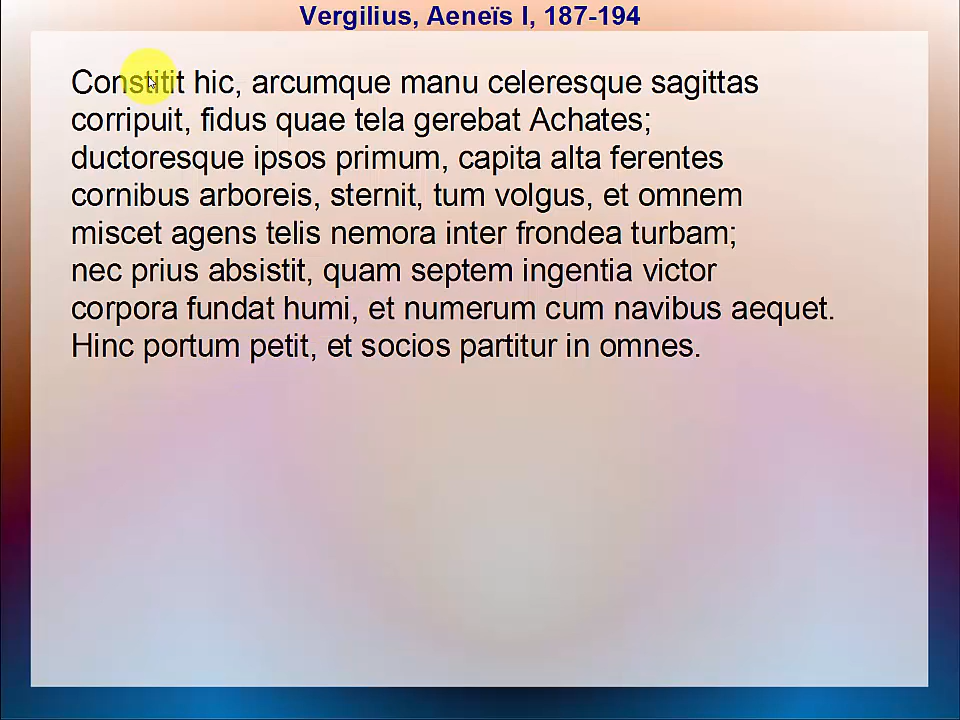 Vergilius, Aeneïs I, 187-194
Constitit hic, arcumque manu celeresque sagittas
corripuit, fidus quae tela gerebat Achates;
ductoresque ipsos primum, capita alta ferentes
cornibus arboreis, sternit, tum volgus, et omnem
miscet agens telis nemora inter frondea turbam;
nec prius absistit, quam septem ingentia victor
corpora fundat humi, et numerum cum navibus aequet.
Hinc portum petit, et socios partitur in omnes.